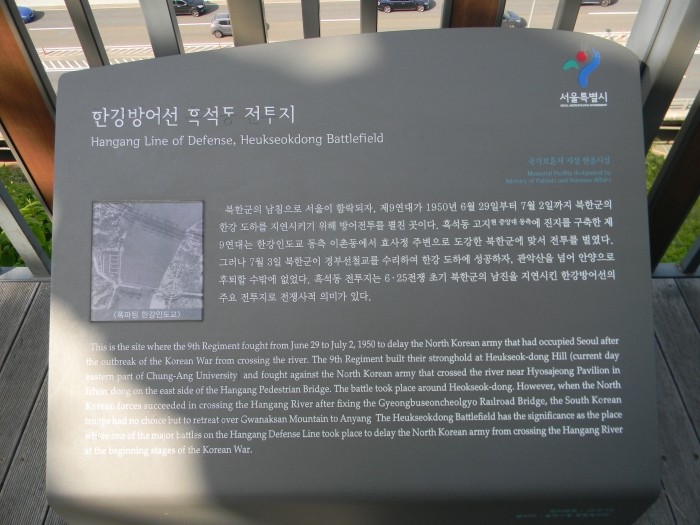 한강방어선 흑석동 전투지
Hangang Line of Defense, Heukseokdong Battlefield
서울특별시
국가보훈처 지정 현충시설
Memorial Facility designated by
Ministry of Patriots and Veterans Affairs
북한군의 남침으로 서울이 함락되자, 제9연대가 1950년 6월 29일부터 7월 2일까지 북한군의
한강 도하를 지연시키기 위해 방어전투를 펼친 곳이다. 흑석동 고지현 중앙대 동측에 진지를 구축한 제
9연대는 한강인도교 동측 이촌동에서 효사정 주변으로 도강한 북한군에 맞서 전투를 벌였다.
그러나 7월 3일 북한군이 경부선철교를 수리하여 한강 도하에 성공하자, 관악산을 넘어 안양으로
후퇴할 수밖에 없었다. 흑석동 전투지는 6·25전쟁 초기 북한군의 남진을 지연시킨 한강방어선의
주요 전투지로 전쟁사적 의미가 있다.
〈폭파된 한강인도교〉
This is the site where the 9th Regiment fought from June 29 to July 2, 1950 to delay the North Korean army that had occupied Seoul after
the outbreak of the Korean War from crossing the river. The 9th Regiment built their stronghold at Heukseok-dong Hill (current day
eastern part of Chung-Ang University and fought against the North Korean army that crossed the river near Hyosajeong Pavilion in
dong on the east side of the Hangang Pedestrian Bridge. The battle took place around Heokseok-dong. However, when the North
Korean forces succeeded in crossing the Hangang River after fixing the Gyeongbuseoncheolgyo Railroad Bridge, the South Korean
troops had no choice but to retreat over Gwanaksan Mountain to Anyang The Heukseokdong Battlefield has the significance as the place
where one of the major battles on the Hangang Defense Line took place to delay the North Korean army from crossing the Hangang River
at the beginning stages of the Korean War.